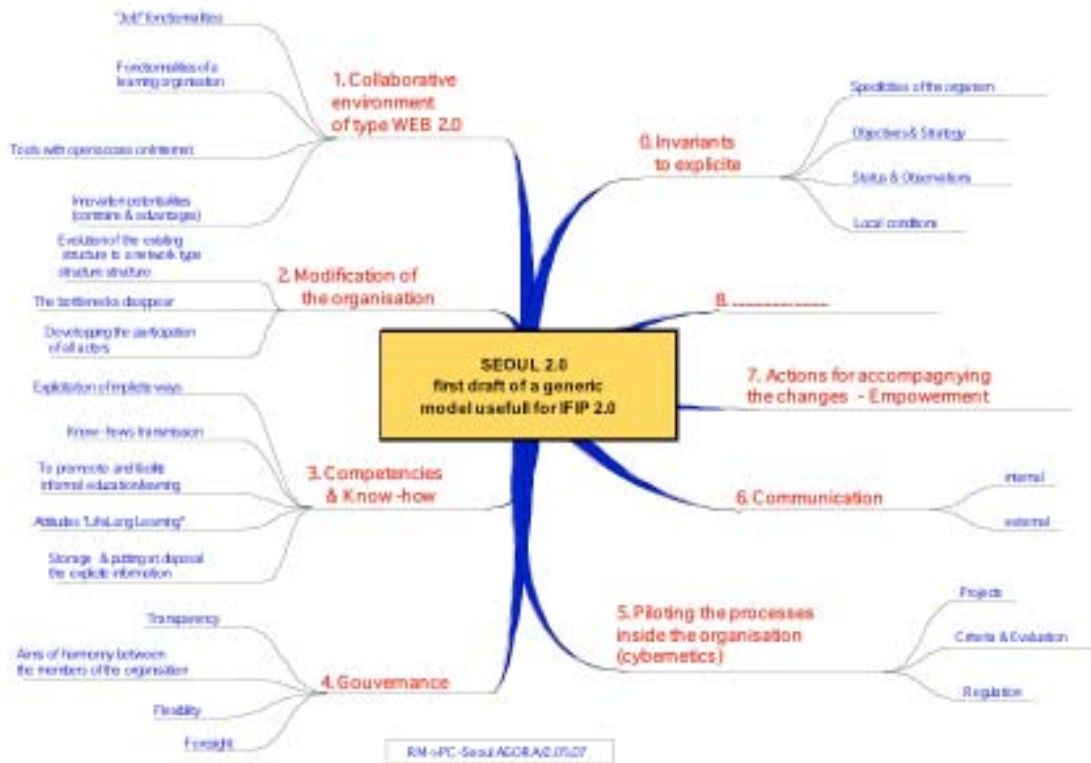 "Job" fonctionnalities
Fonctionnalities of a
learning organisation
1. Collaborative
environment
of type WEB 2.0
Tools with open access on Internet
Innovation potentialities
(contrains & advantages)
0. Invariants
to explicite
Specificities of the organism
Objectives & Strategy
Status & Observations
Local conditions
Evolution of the existing
structure to a network type
structure structure
2. Modification of
the organisation
The bottlenecks disappear
Developping the participation
of all actors
8. ______________
SEOUL 2.0
first draft of a generic
model usefull for IFIP 2.0
7. Actions for accompagnying
the changes - Empowerment
Explicitation of implicite ways
Know-hows transmission
3. Competencies
& Know-how
To promote and facilite
informal education/learning
Attitudes "LifeLong Learning"
Storage & putting at disposal
the explicite information
6. Communication
internal
external
Transparency
Aims of harmony between
the members of the organisation
4. Gouvernance
Flexibility
Foresight
5. Piloting the processes
inside the organisation
(cybernetics)
Projects
Criteria & Evaluation
Regulation
Seoul AGORA